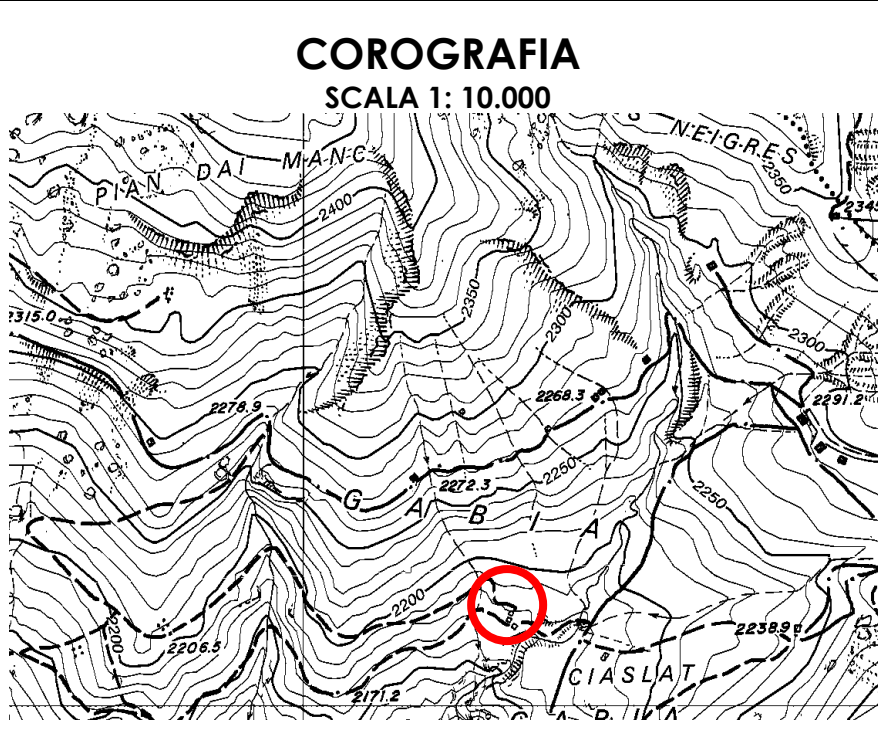 COROGRAFIA
SCALA 1: 10.000
NEIGRES
PIAN DAI MANC
2350
2400
2315.0
2350
2300
2300
2278.9
2268.3
2291.2
2272.3
2250
2250
GARBIA
2200
2200
2206.5
2238.9
CIASLAT
2171.2